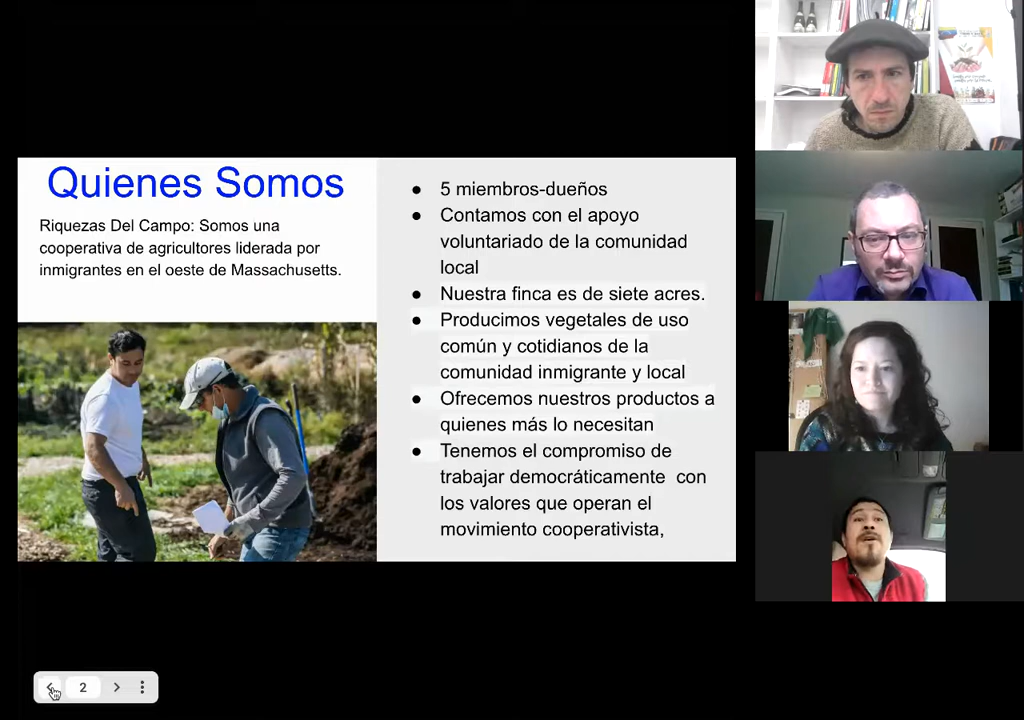 Quienes Somos
Riquezas Del Campo: Somos una
cooperativa de agricultores liderada por
inmigrantes en el oeste de Massachusetts.
● 5 miembros-dueños
● Contamos con el apoyo
voluntariado de la comunidad
local
● Nuestra finca es de siete acres.
● Producimos vegetales de uso
común y cotidianos de la
comunidad inmigrante y local
● Ofrecemos nuestros productos a
quienes más lo necesitan
● Tenemos el compromiso de
trabajar democráticamente con
los valores que operan el
movimiento cooperativista,
2